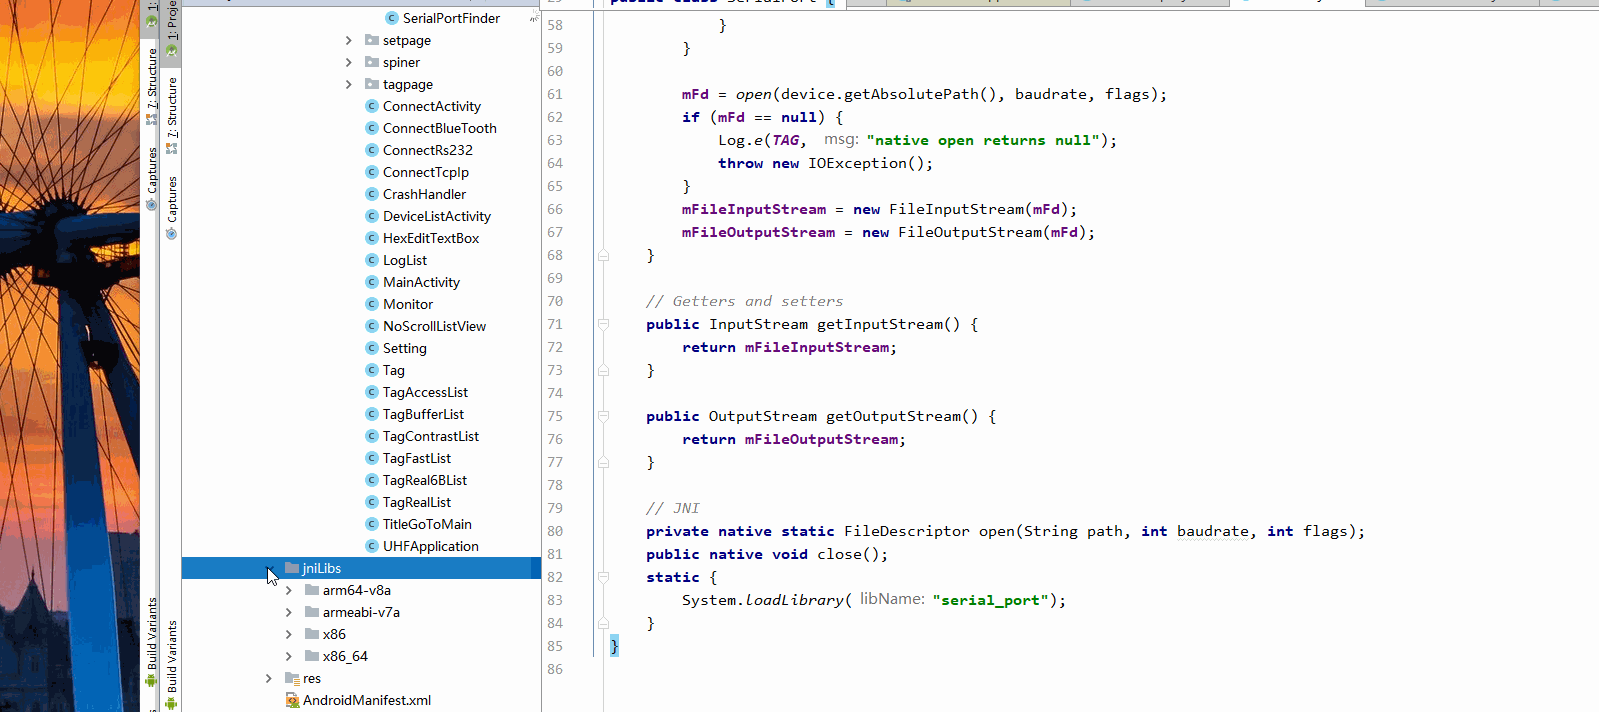 SerialPortFinder
setpage
spiner
tagpage
ConnectActivity
ConnectBlueTooth
ConnectRs232
ConnectTcpIp
CrashHandler
DeviceListActivity
HexEditTextBox
LogList
MainActivity
Monitor
NoScrollListView
Setting
Tag
TagAccessList
TagBufferList
TagContrastList
TagFastList
TagReal6BList
TagRealList
TitleGoToMain
UHFApplication
jniLibs
arm64-v8a
armeabi-v7a
x86
x86_64
res
AndroidManifest.xml
1:
7: Structure
Captures
Build Variants
1: Proje
7: Structure
Captures
Build Variants
58 }
59 }
60
61 mFd = open(device.getAbsolutePath(), baudrate, flags);
62 if (mFd == null) {
63 Log.e(TAG, msg: "native open returns null");
64 throw new IOException();
65 }
66 mFileInputStream = new FileInputStream(mFd);
67 mFileOutputStream = new FileOutputStream(mFd);
68 }
69
70 // Getters and setters
71 public InputStream getInputStream() {
72 return mFileInputStream;
73 }
74
75 public OutputStream getOutputStream() {
76 return mFileOutputStream;
77 }
78
79 // JNI
80 private native static FileDescriptor open(String path, int baudrate, int flags);
81 public native void close();
82 static {
83 System.loadLibrary( libName: "serial_port");
84 }
85 }
86